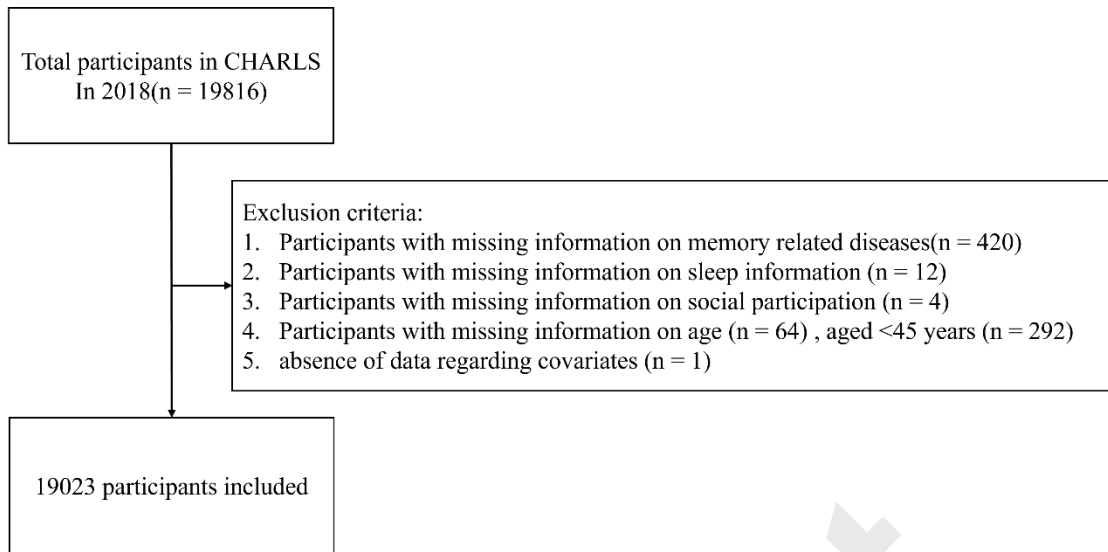 Total participants in CHARLS
In 2018(n = 19816)
Exclusion criteria:
1. Participants with missing information on memory related diseases(n = 420)
2. Participants with missing information on sleep information (n = 12)
3. Participants with missing information on social participation (n = 4)
4. Participants with missing information on age (n = 64) , aged <45 years (n = 292)
5. absence of data regarding covariates (n = 1)
19023 participants included